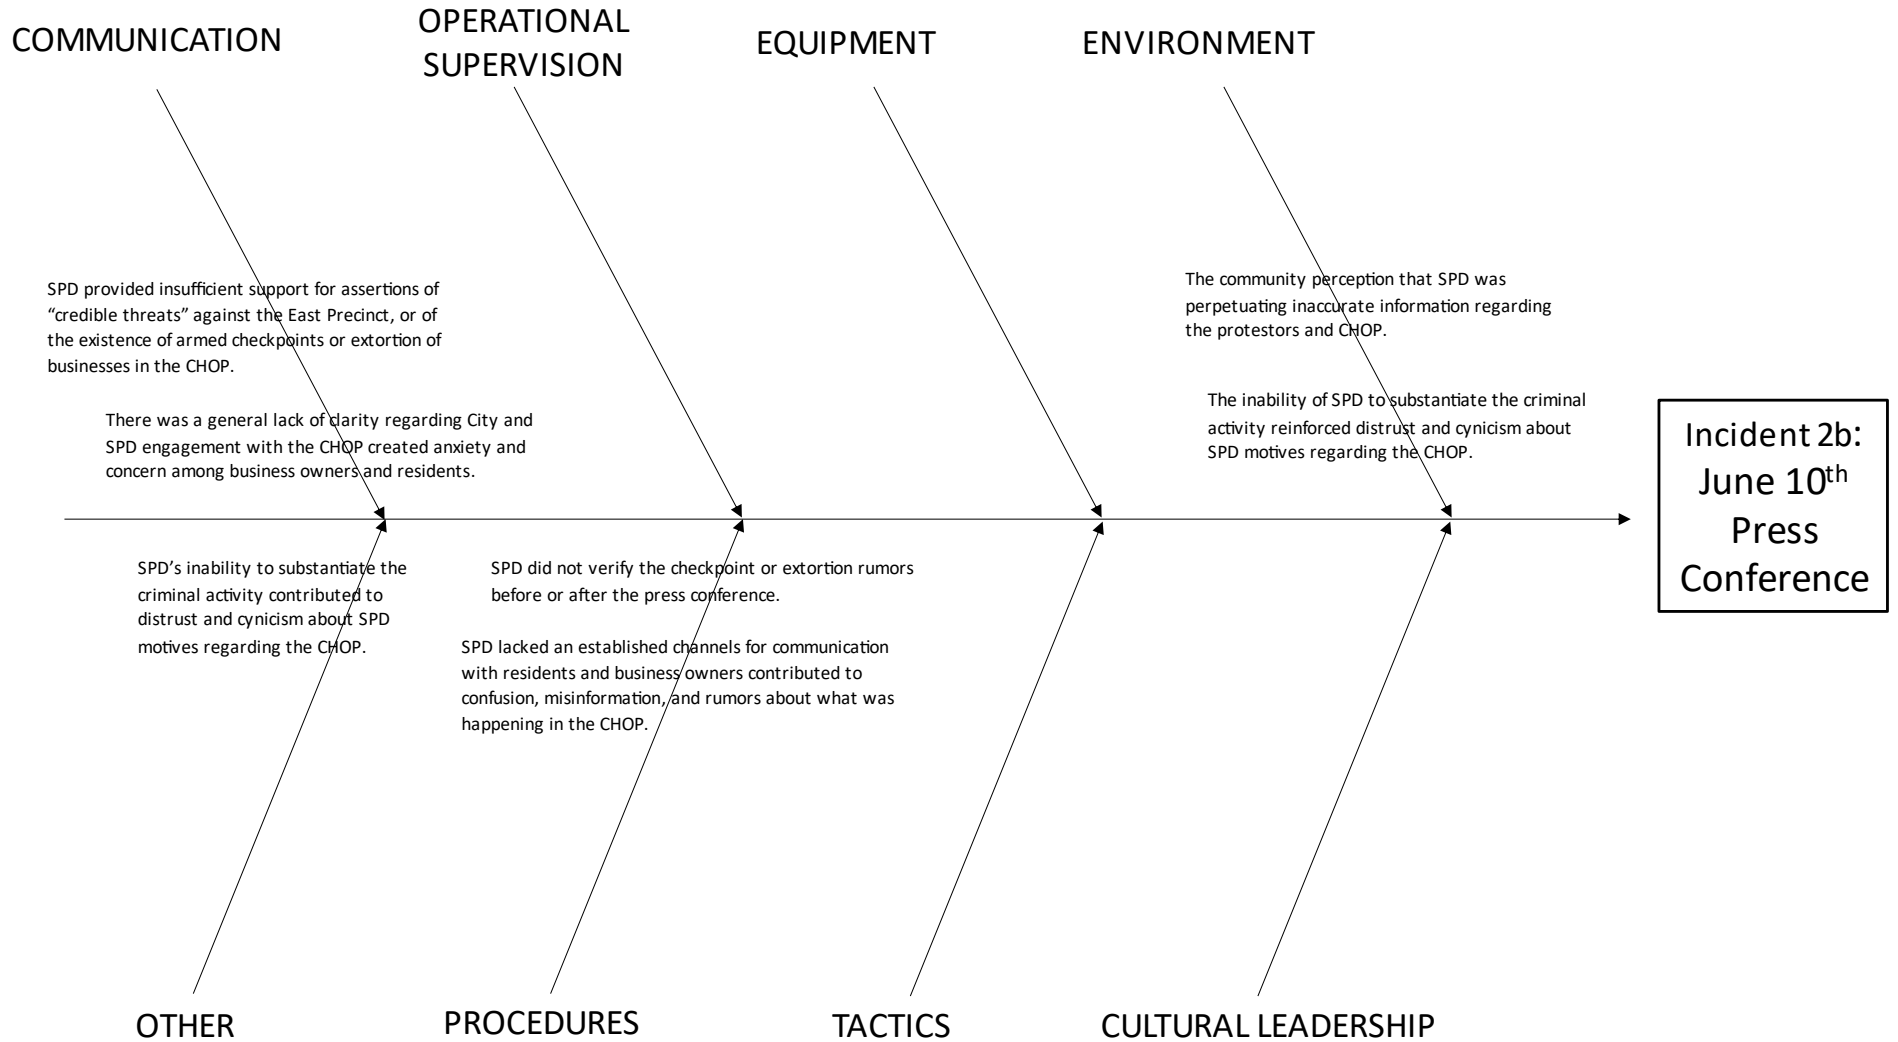 COMMUNICATION
OPERATIONAL
SUPERVISION
EQUIPMENT
ENVIRONMENT
SPD provided insufficient support for assertions of
“credible threats” against the East Precinct, or of
the existence of armed checkpoints or extortion of
businesses in the CHOP.
There was a general lack of clarity regarding City and
SPD engagement with the CHOP created anxiety and
concern among business owners and residents.
The community perception that SPD was
perpetuating inaccurate information regarding
the protestors and CHOP.
The inability of SPD to substantiate the criminal
activity reinforced distrust and cynicism about
SPD motives regarding the CHOP.
Incident 2b:
June 10th
Press
Conference
SPD’s inability to substantiate the
criminal activity contributed to
distrust and cynicism about SPD
motives regarding the CHOP.
SPD did not verify the checkpoint or extortion rumors
before or after the press conference.
SPD lacked an established channels for communication
with residents and business owners contributed to
confusion, misinformation, and rumors about what was
happening in the CHOP.
OTHER
PROCEDURES
TACTICS
CULTURAL LEADERSHIP